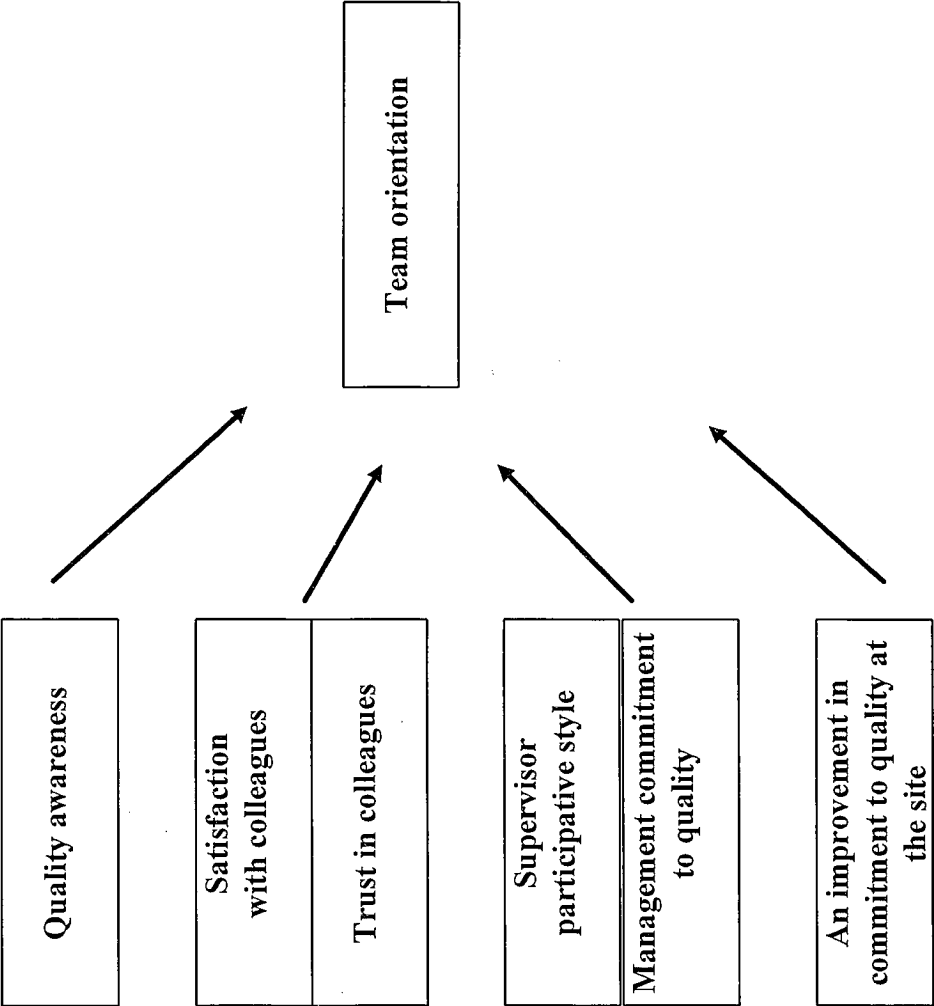 Quality awareness
Satisfaction
with colleagues
Trust in colleagues
Supervisor
participative style
Management commitment
to quality
An improvement in
commitment to quality at
the site
Team orientation